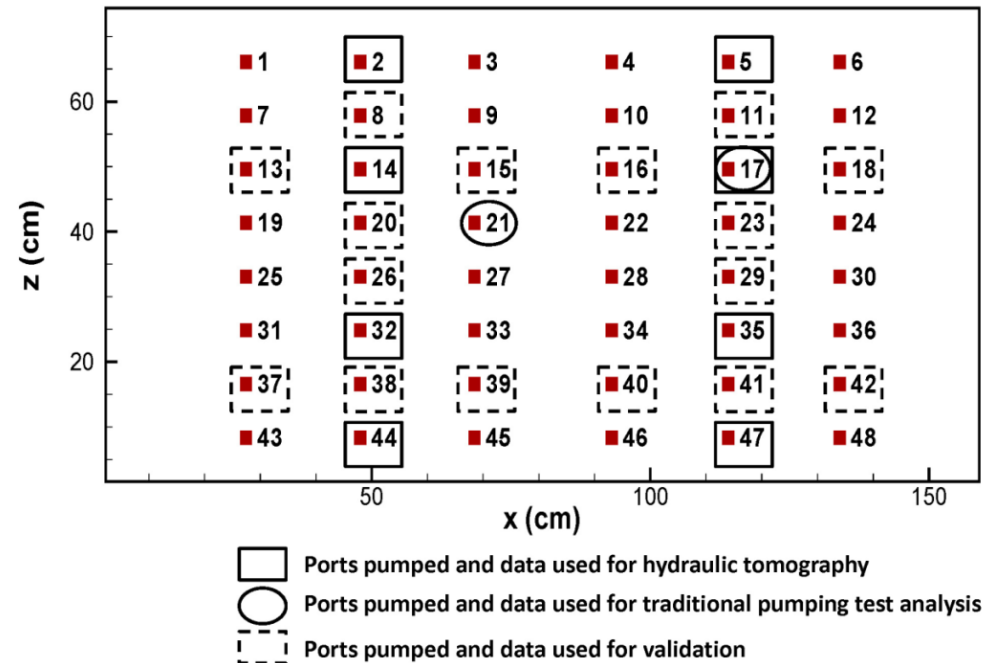 1 2 3 4 5 6
60
7 8 9 10 11 12
13 14 15 16 17 18
z (cm)
40
19 20 21 22 23 24
25 26 27 28 29 30
31 32 33 34 35 36
20
37 38 39 40 41 42
43 44 45 46 47 48
50 100 150
x (cm)
Ports pumped and data used for hydraulic tomography
Ports pumped and data used for traditional pumping test analysis
Ports pumped and data used for validation